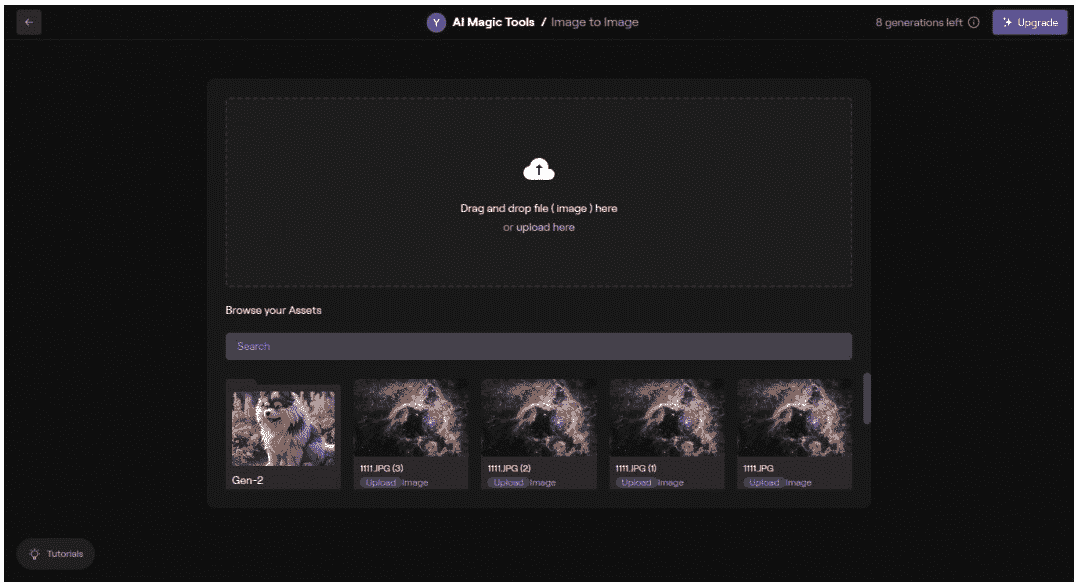 Y AI Magic Tools / Image to Image
8 generations left
Upgrade
Drag and drop file ( image ) here
or upload here
Browse your Assets
Search
Gen-2
1111.JPG (3)
Upload Image
1111.JPG (2)
Upload Image
1111.JPG (1)
Upload Image
1111.JPG
Upload Image
Tutorials